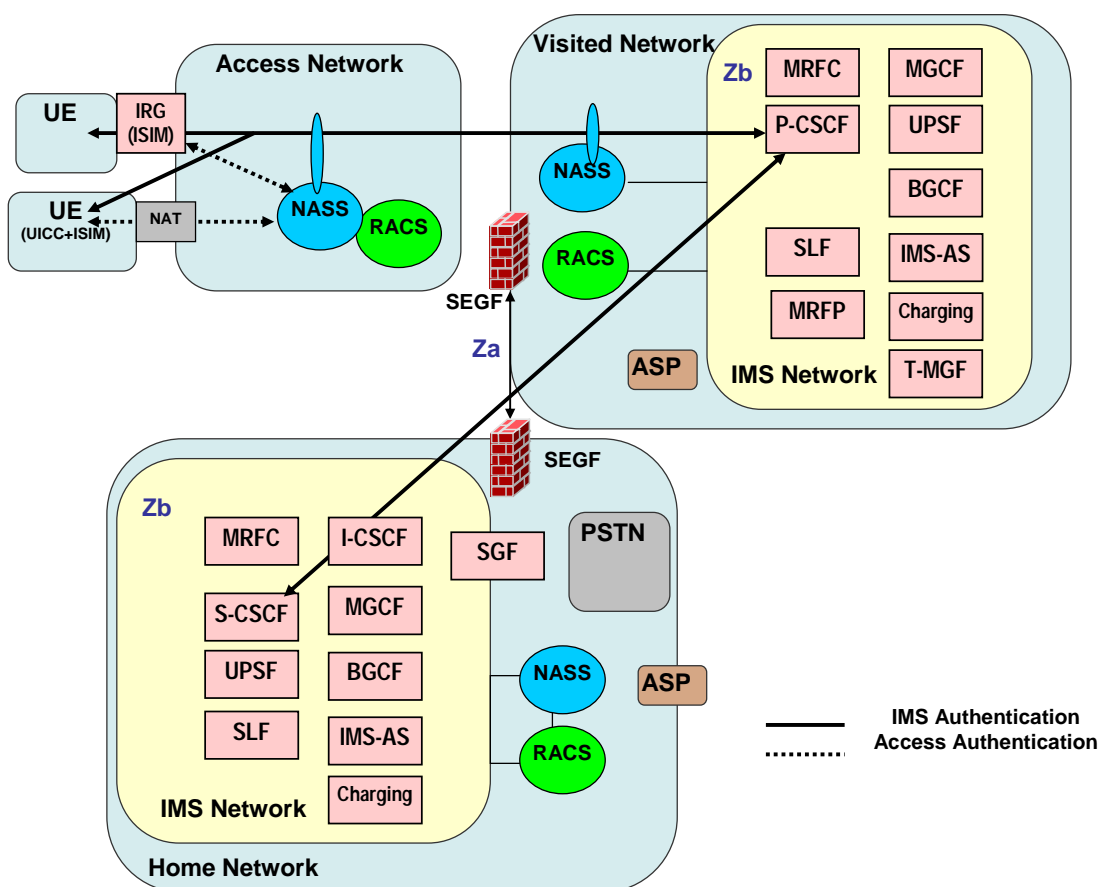 Access Network
UE
IRG
(ISIM)
UE
(UICC+ISIM)
NAT
NASS
RACS
Visited Network
Zb
MRFC
MGCF
P-CSCF
UPSF
NASS
BGCF
RACS
SLF
IMS-AS
MRFP
Charging
ASP
IMS Network
T-MGF
SEGF
Za
SEGF
Zb
MRFC
I-CSCF
SGF
PSTN
S-CSCF
MGCF
UPSF
BGCF
NASS
ASP
SLF
IMS-AS
RACS
Charging
IMS Network
Home Network
IMS Authentication
Access Authentication